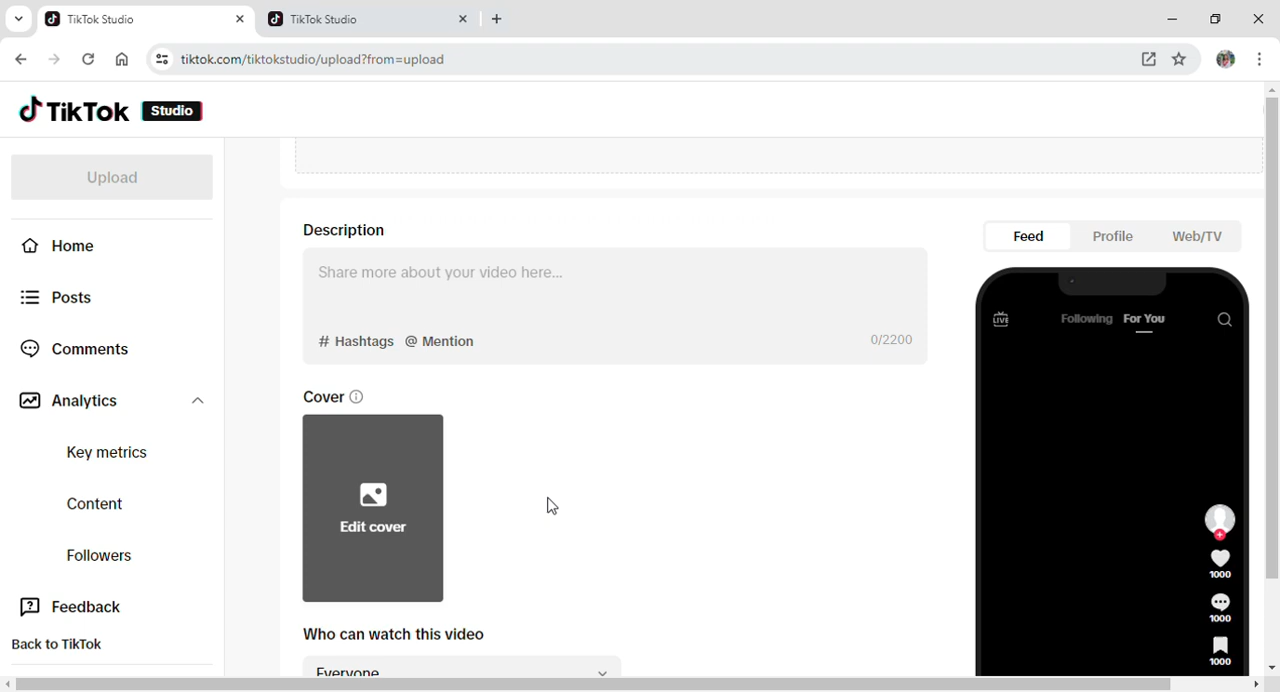 TikTok Studio
TikTok Studio
tiktok.com/tiktokstudio/upload?from=upload
TikTok Studio
Upload
Home
Posts
Comments
Analytics
Key metrics
Content
Followers
Feedback
Back to TikTok
Description
Share more about your video here...
# Hashtags @ Mention 0/2200
Cover
Edit cover
Who can watch this video
Everyone
Feed Profile Web/TV
LIVE Following For You
1000
1000
1000